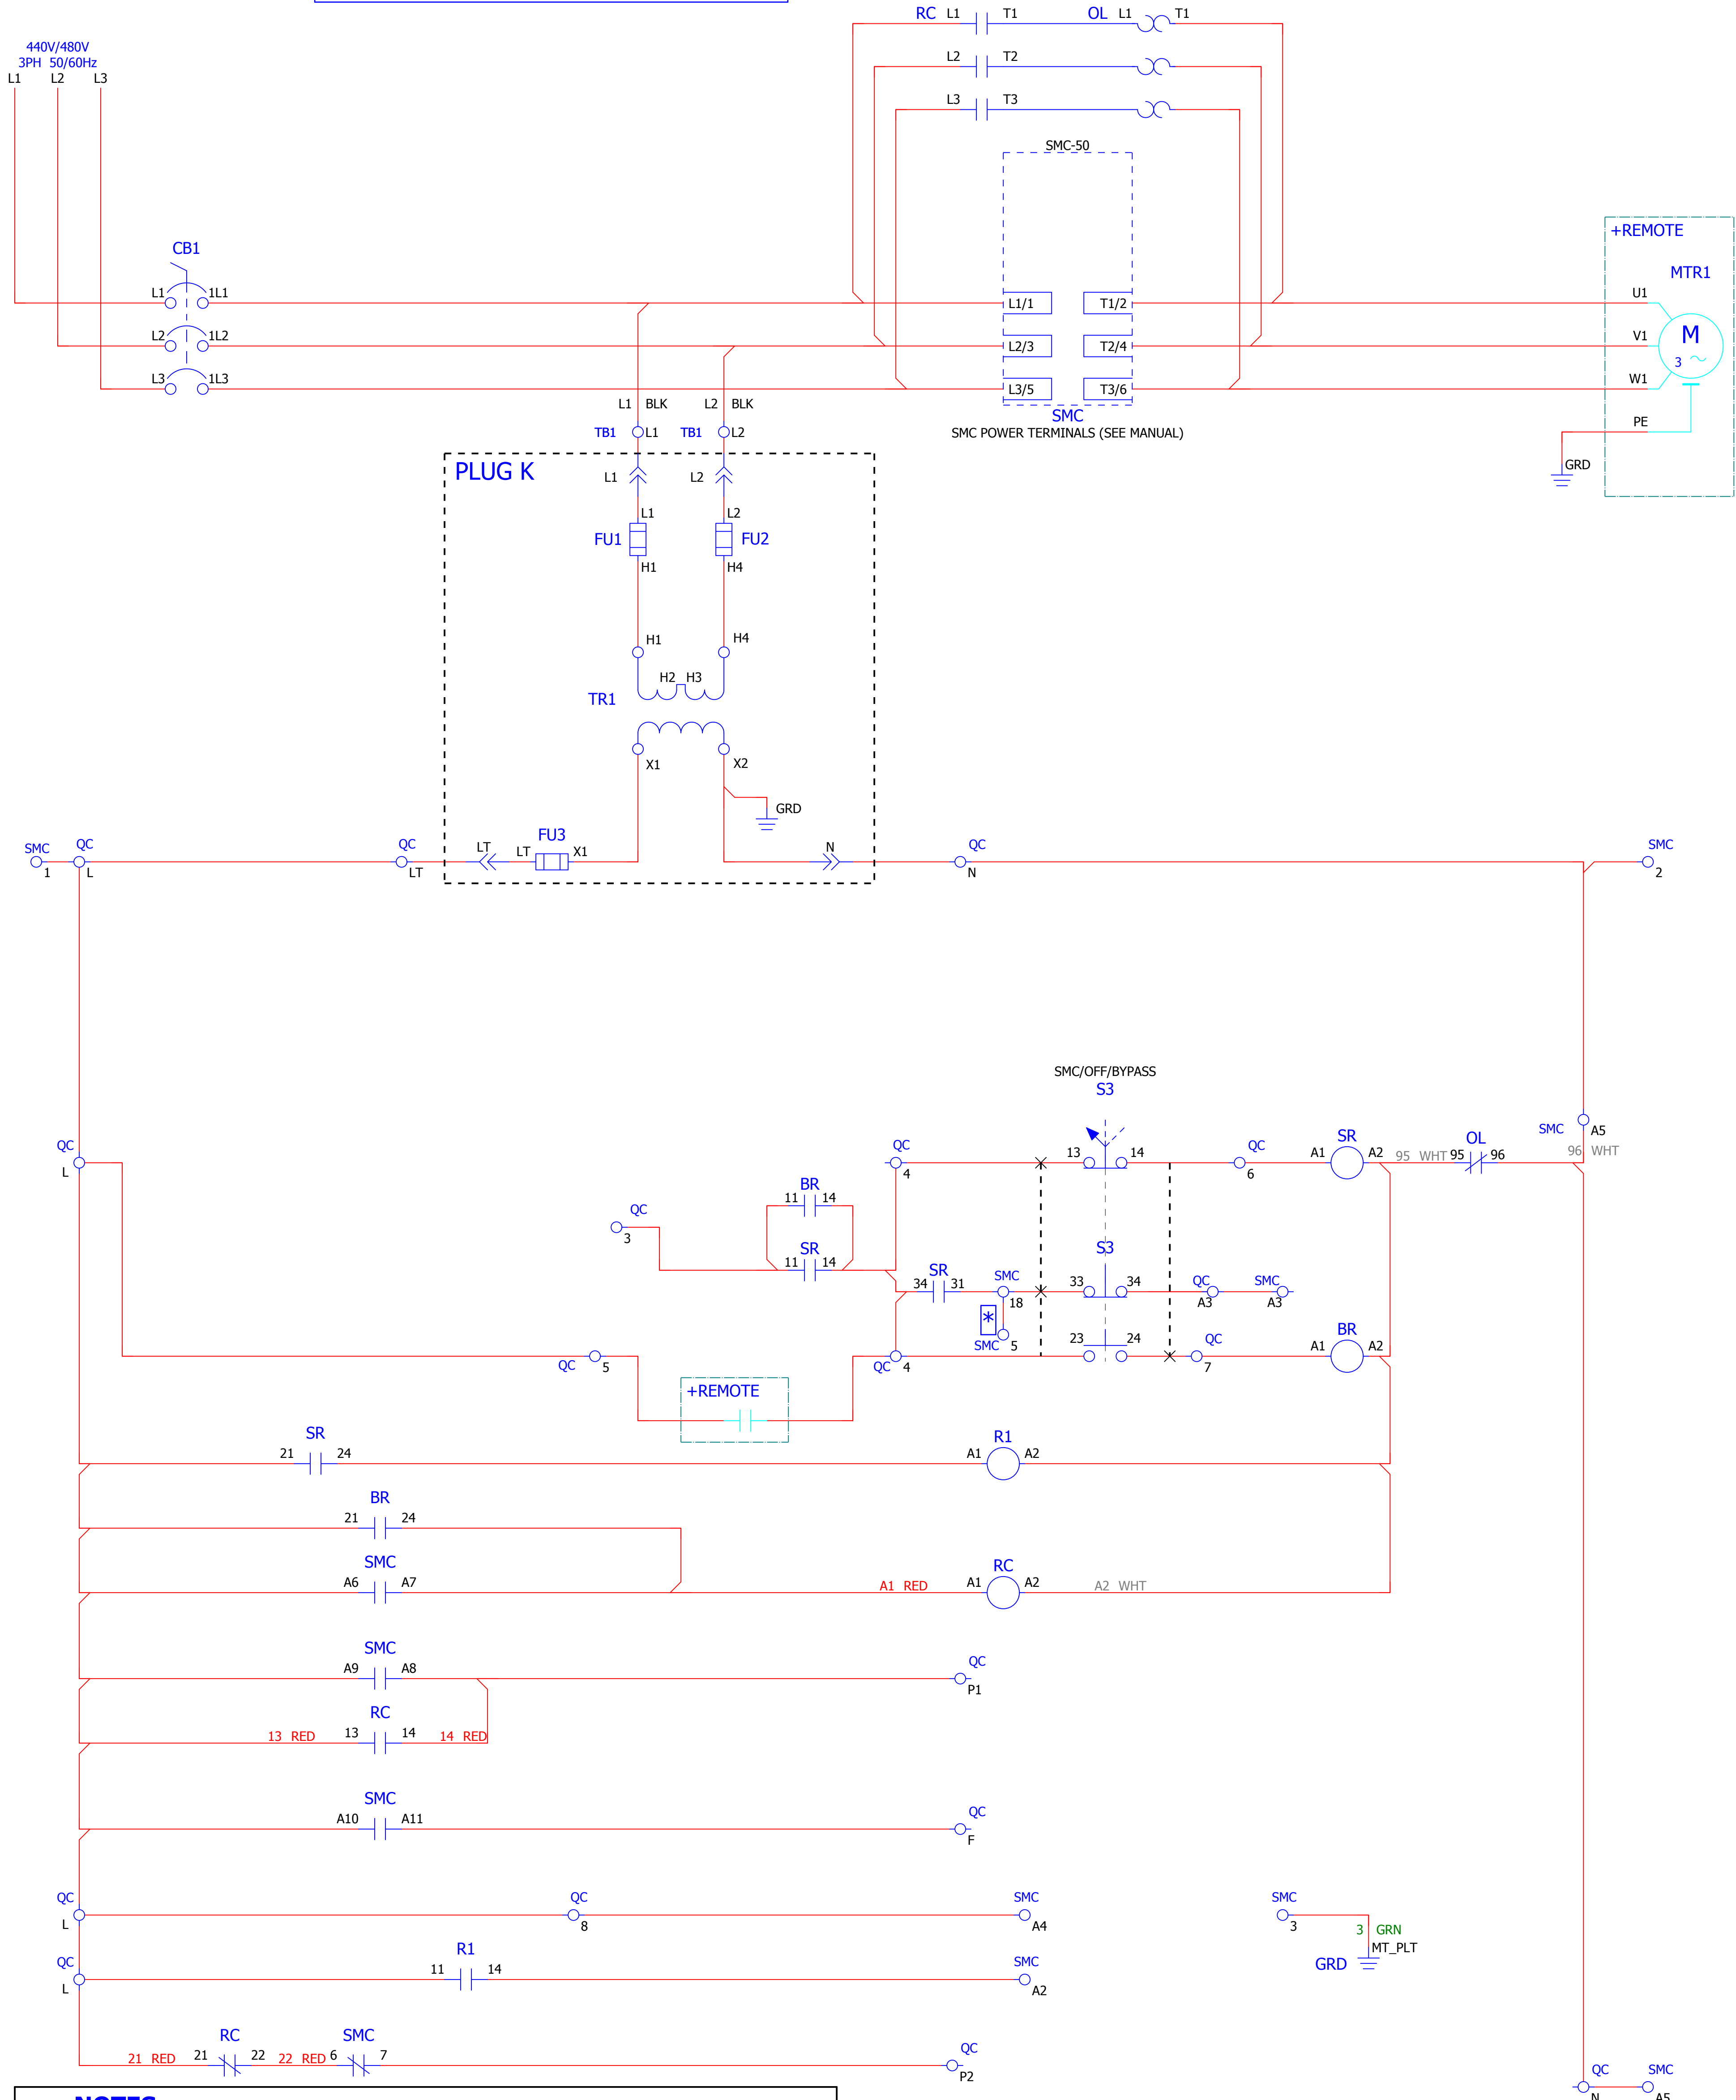 RC L1 T1 OL L1 T1
440V/480V
3PH 50/60Hz
L1 L2 L3
L2 T2
L3 T3
SMC-50
+REMOTE
CB1
MTR1
L1 1L1
L1/1 T1/2
U1
L2 1L2
L2/3 T2/4
V1
M
3
L3 1L3
L3/5 T3/6
W1
L1 BLK L2 BLK
SMC
PE
TB1 L1 TB1 L2
SMC POWER TERMINALS (SEE MANUAL)
PLUG K
L1 L2
GRD
L1 L2
FU1 FU2
H1 H4
H1 H4
H2 H3
TR1
X1 X2
GRD
FU3
SMC QC QC LT LT X1 N QC SMC
1 L LT N 2
SMC/OFF/BYPASS
S3
SMC A5
QC QC 13 14 QC SR OL
A1 A2 95 WHT 95 96 96 WHT
L 4 6
BR
11 14
QC
3
SR
11 14
S3
SR
34 31 SMC 33 34 QC SMC
18 A3 A3
*
SMC 5
23 24 QC BR
A1 A2
QC 5 QC 4 7
+REMOTE
SR R1
21 24 A1 A2
BR
21 24
SMC RC
A6 A7 A1 RED A1 A2 A2 WHT
SMC
A9 A8 QC
P1
RC
13 RED 13 14 14 RED
SMC
A10 A11 QC
F
QC QC SMC SMC
L 8 A4 3
3 GRN
MT_PLT
GRD
QC R1 SMC
11 14
L A2
RC SMC
21 RED 21 22 22 RED 6 7 QC
P2
QC SMC
N A5
NOTES